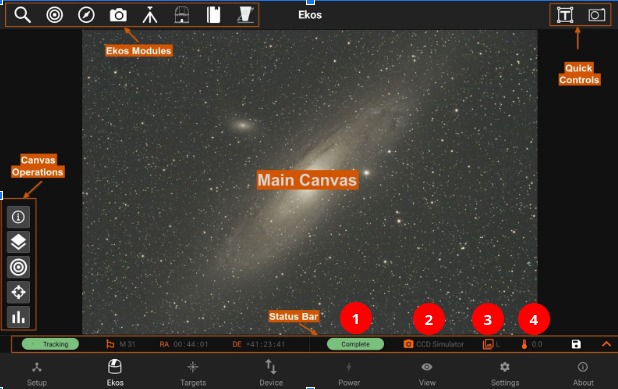 Ekos
Ekos Modules
Quick
Controls
Canvas
Operations
Main Canvas
Status Bar
1
2
3
4
Tracking
M 31
RA 00:44:01
DE +41:23:41
Complete
CCD Simulator
L
0.0
Setup
Ekos
Targets
Device
Power
View
Settings
About